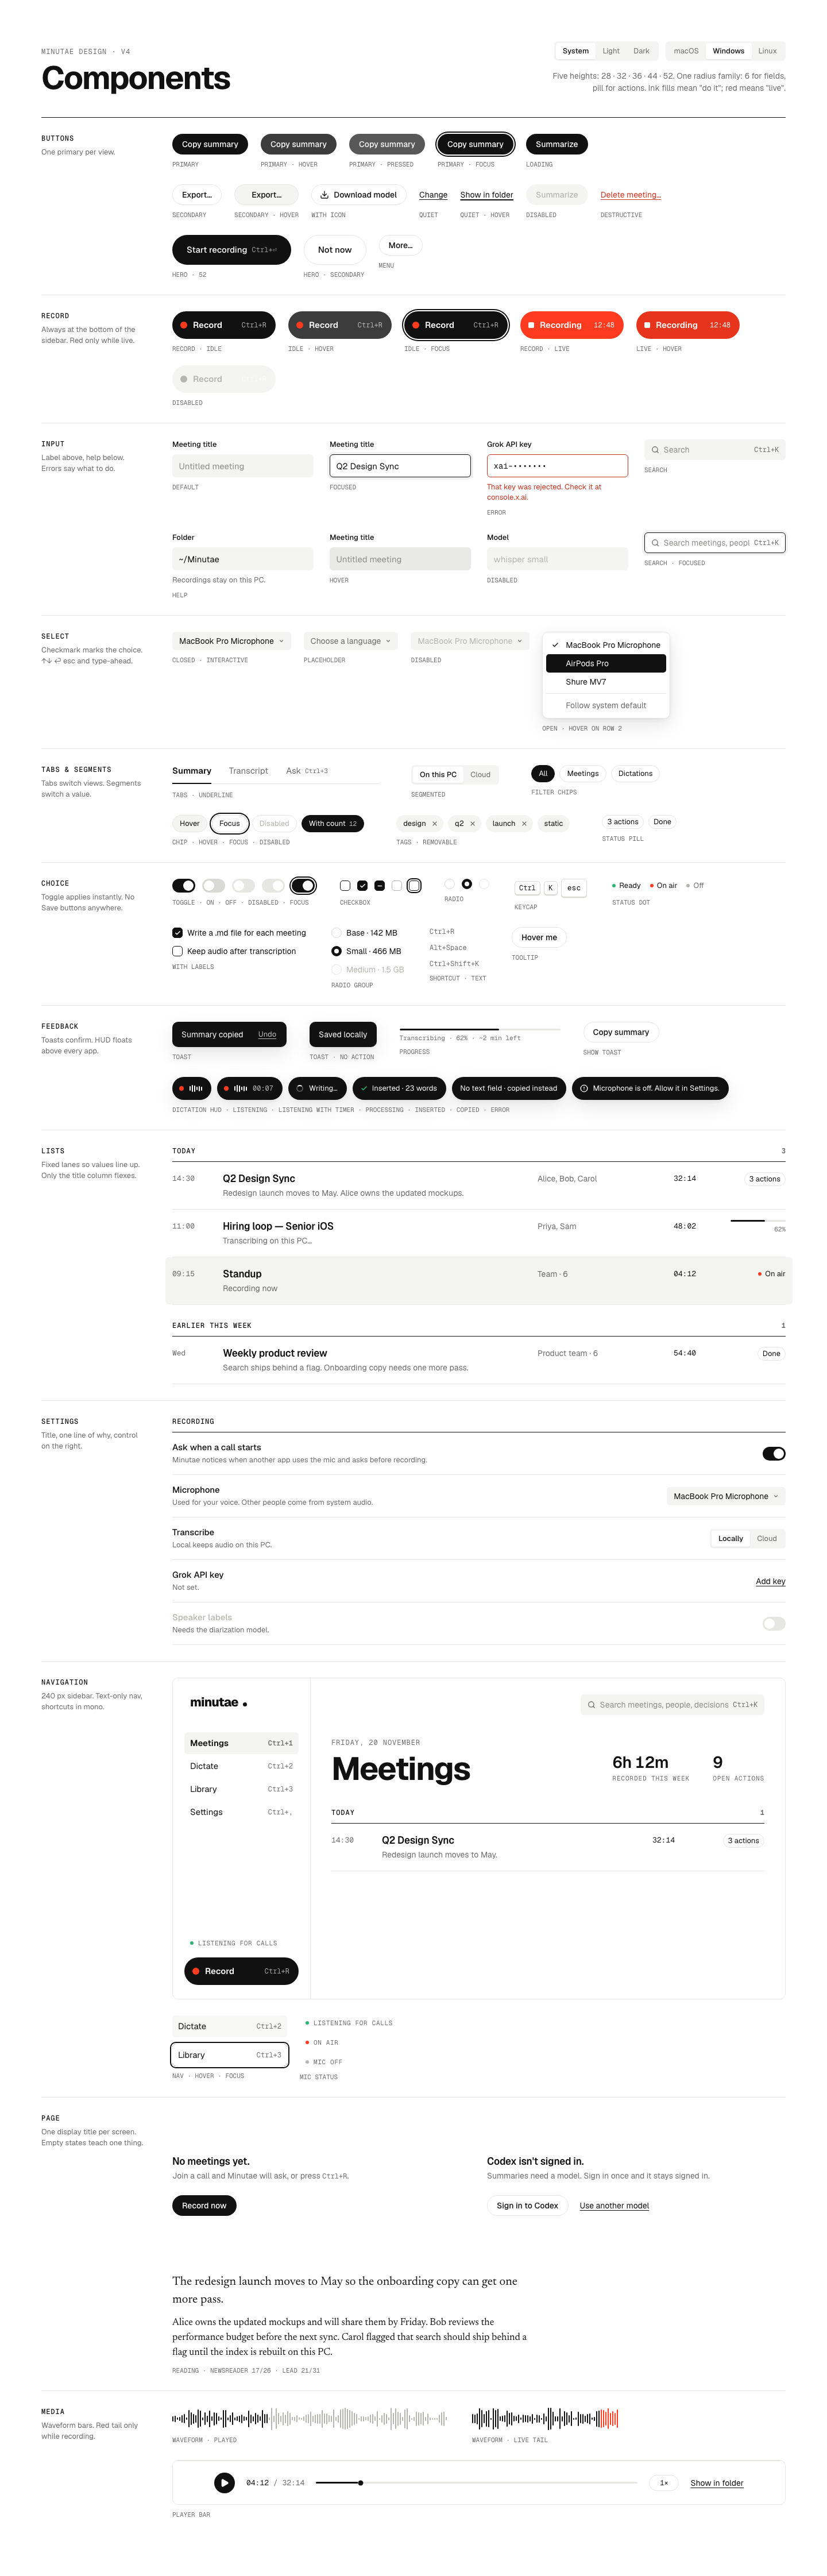 MINUTAE DESIGN · V4
Components
System Light Dark
macOS Windows Linux
Five heights: 28 · 32 · 36 · 44 · 52. One radius family: 6 for fields,
pill for actions. Ink fills mean "do it"; red means "live".
BUTTONS
One primary per view.
Copy summary
PRIMARY
Copy summary
PRIMARY · HOVER
Copy summary
PRIMARY · PRESSED
Copy summary
PRIMARY · FOCUS
Summarize
LOADING
Export…
SECONDARY
Export…
SECONDARY · HOVER
Download model
WITH ICON
Change
QUIET
Show in folder
QUIET · HOVER
Summarize
DISABLED
Delete meeting…
DESTRUCTIVE
Start recording Ctrl+⏎
HERO · 52
Not now
HERO · SECONDARY
More…
MENU
RECORD
Always at the bottom of the
sidebar. Red only while live.
Record Ctrl+R
RECORD · IDLE
Record Ctrl+R
IDLE · HOVER
Record Ctrl+R
IDLE · FOCUS
Recording 12:48
RECORD · LIVE
Recording 12:48
LIVE · HOVER
Record
DISABLED
INPUT
Label above, help below.
Errors say what to do.
Meeting title
Untitled meeting
DEFAULT
Meeting title
Q2 Design Sync
FOCUSED
Grok API key
xai-•••••••
That key was rejected. Check it at
console.x.ai.
ERROR
Search Ctrl+K
SEARCH
Folder
~/Minutae
Recordings stay on this PC.
HELP
Meeting title
Untitled meeting
HOVER
Model
whisper small
DISABLED
Search meetings, peopl Ctrl+K
SEARCH · FOCUSED
SELECT
Checkmark marks the choice.
↑↓ ⏎ esc and type-ahead.
MacBook Pro Microphone
CLOSED · INTERACTIVE
Choose a language
PLACEHOLDER
MacBook Pro Microphone
DISABLED
MacBook Pro Microphone
AirPods Pro
Shure MV7
Follow system default
OPEN · HOVER ON ROW 2
TABS & SEGMENTS
Tabs switch views. Segments
switch a value.
Summary Transcript Ask Ctrl+3
TABS · UNDERLINE
On this PC Cloud
SEGMENTED
All Meetings Dictations
FILTER CHIPS
Hover Focus Disabled With count 12
CHIP · HOVER · FOCUS · DISABLED
design × q2 × launch × static
TAGS · REMOVABLE
3 actions Done
STATUS PILL
CHOICE
Toggle applies instantly. No
Save buttons anywhere.
TOGGLE · ON · OFF · DISABLED · FOCUS
CHECKBOX
RADIO
Ctrl K esc
KEYCAP
Ready On air Off
STATUS DOT
Write a .md file for each meeting
Keep audio after transcription
WITH LABELS
Base · 142 MB
Small · 466 MB
Medium · 1.5 GB
RADIO GROUP
Ctrl+R
Alt+Space
Ctrl+Shift+K
SHORTCUT · TEXT
Hover me
TOOLTIP
FEEDBACK
Toasts confirm. HUD floats
above every app.
Summary copied Undo
TOAST
Saved locally
TOAST · NO ACTION
Transcribing · 62% · ~2 min left
PROGRESS
Copy summary
SHOW TOAST
00:07
Writing…
Inserted · 23 words
No text field · copied instead
Microphone is off. Allow it in Settings.
DICTATION HUD · LISTENING · LISTENING WITH TIMER · PROCESSING · INSERTED · COPIED · ERROR
LISTS
Fixed lanes so values line up.
Only the title column flexes.
TODAY 3
14:30 Q2 Design Sync Alice, Bob, Carol 32:14 3 actions
Redesign launch moves to May. Alice owns the updated mockups.
11:00 Hiring loop — Senior iOS Priya, Sam 48:02
Transcribing on this PC… 62%
09:15 Standup Team · 6 04:12 On air
Recording now
EARLIER THIS WEEK 1
Wed Weekly product review Product team · 6 54:40 Done
Search ships behind a flag. Onboarding copy needs one more pass.
SETTINGS
Title, one line of why, control
on the right.
RECORDING
Ask when a call starts
Minutae notices when another app uses the mic and asks before recording.
Microphone
Used for your voice. Other people come from system audio.
MacBook Pro Microphone
Transcribe
Local keeps audio on this PC.
Locally Cloud
Grok API key
Not set.
Add key
Speaker labels
Needs the diarization model.
NAVIGATION
240 px sidebar. Text-only nav,
shortcuts in mono.
minutae
Meetings Ctrl+1
Dictate Ctrl+2
Library Ctrl+3
Settings Ctrl+,
LISTENING FOR CALLS
Record Ctrl+R
Search meetings, people, decisions Ctrl+K
FRIDAY, 20 NOVEMBER
Meetings
6h 12m
RECORDED THIS WEEK
9
OPEN ACTIONS
TODAY 1
14:30 Q2 Design Sync 32:14 3 actions
Redesign launch moves to May.
Dictate Ctrl+2
Library Ctrl+3
NAV · HOVER · FOCUS
LISTENING FOR CALLS
ON AIR
MIC OFF
MIC STATUS
PAGE
One display title per screen.
Empty states teach one thing.
No meetings yet.
Join a call and Minutae will ask, or press Ctrl+R.
Record now
Codex isn't signed in.
Summaries need a model. Sign in once and it stays signed in.
Sign in to Codex Use another model
The redesign launch moves to May so the onboarding copy can get one
more pass.
Alice owns the updated mockups and will share them by Friday. Bob reviews the
performance budget before the next sync. Carol flagged that search should ship behind a
flag until the index is rebuilt on this PC.
READING · NEWSREADER 17/26 · LEAD 21/31
MEDIA
Waveform bars. Red tail only
while recording.
WAVEFORM · PLAYED
WAVEFORM · LIVE TAIL
04:12 / 32:14 1× Show in folder
PLAYER BAR